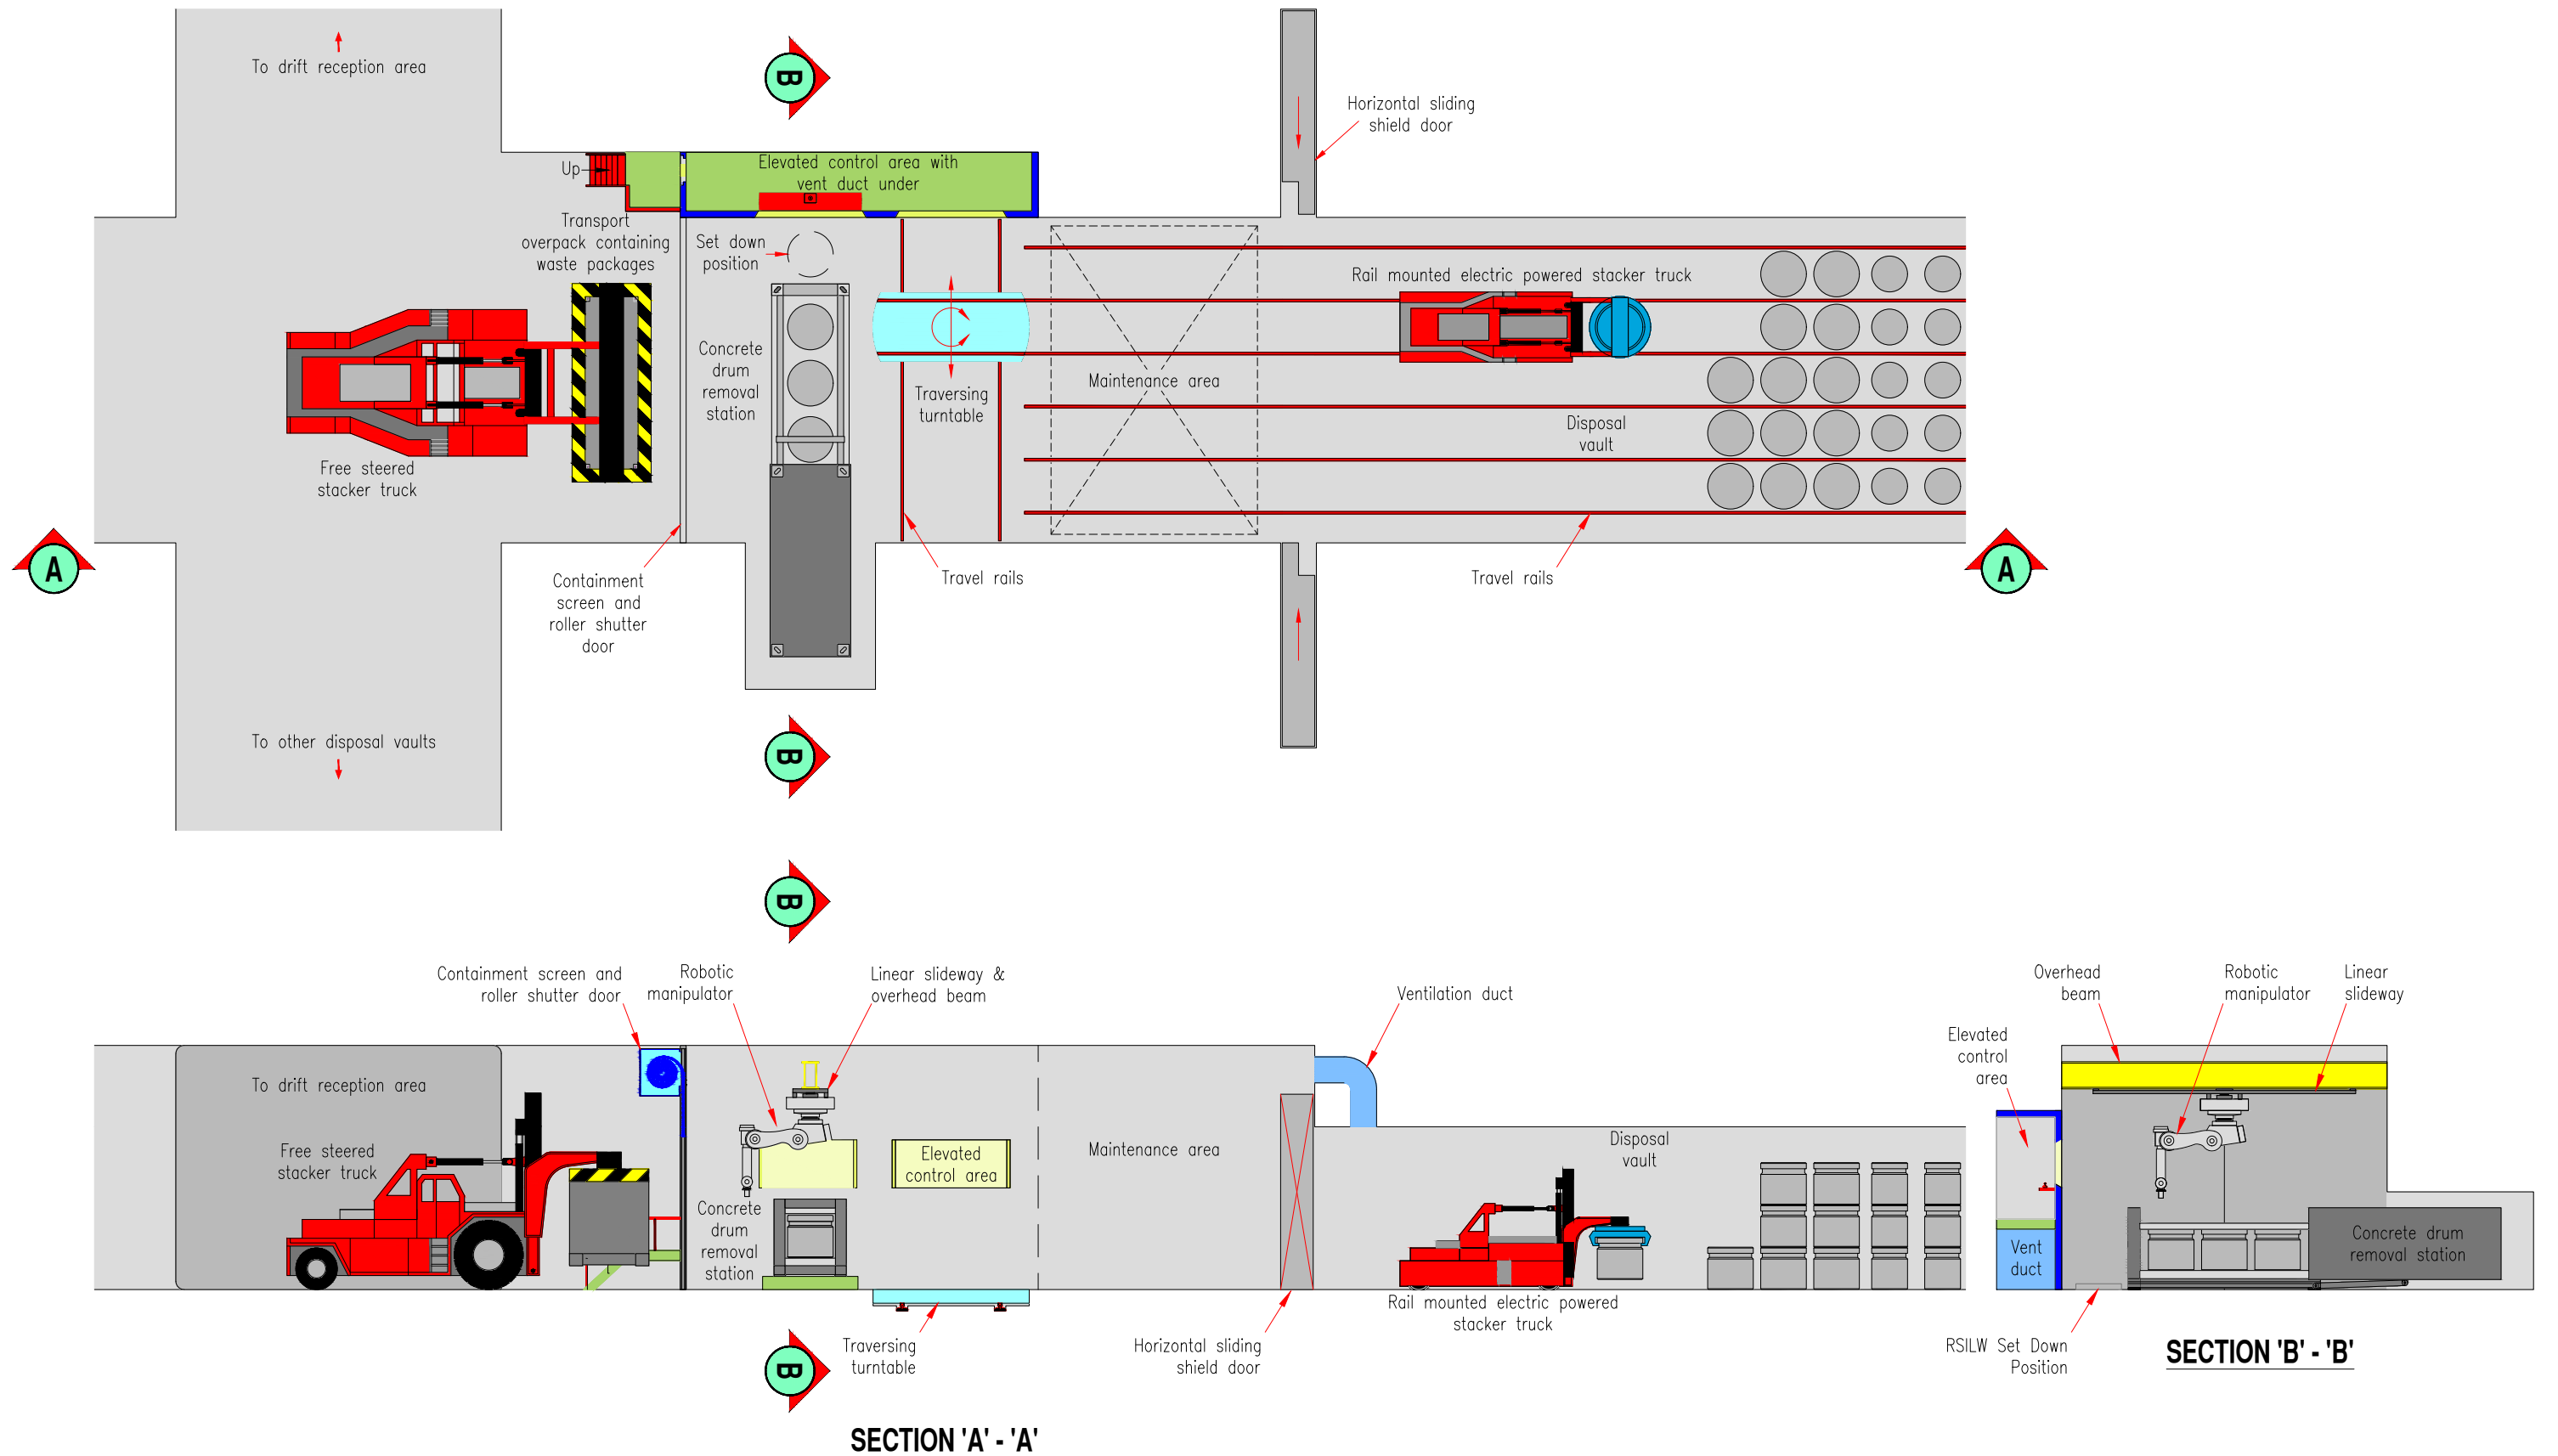 To drift reception area
B
Horizontal sliding
shield door
Up
Elevated control area with
vent duct under
Transport
overpack containing
waste packages
Set down
position
Rail mounted electric powered stacker truck
Concrete
drum
removal
station
Maintenance area
Traversing
turntable
Disposal
vault
Free steered
stacker truck
A
A
Containment
screen and
roller shutter
door
Travel rails
Travel rails
To other disposal vaults
B
B
Containment screen and
roller shutter door
Robotic
manipulator
Linear slideway &
overhead beam
Ventilation duct
Overhead
beam
Robotic
manipulator
Linear
slideway
Elevated
control
area
To drift reception area
Free steered
stacker truck
Elevated
control area
Maintenance area
Disposal
vault
Concrete
drum
removal
station
Vent
duct
Concrete drum
removal station
Rail mounted electric powered
stacker truck
Traversing
turntable
Horizontal sliding
shield door
RSILW Set Down
Position
SECTION 'B' - 'B'
B
SECTION 'A' - 'A'